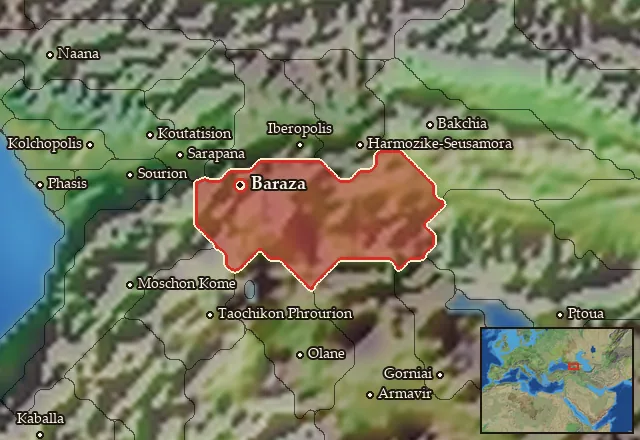 Naana
Bakchia
Iberopolis
Koutatision
Kolchopolis
Harmozike-Seusamora
Sarapana
Sourion
Phasis
Baraza
Moschon Kome
Taochikon Phrourion
Ptoua
Olane
Gorniai
Armavir
Kaballa